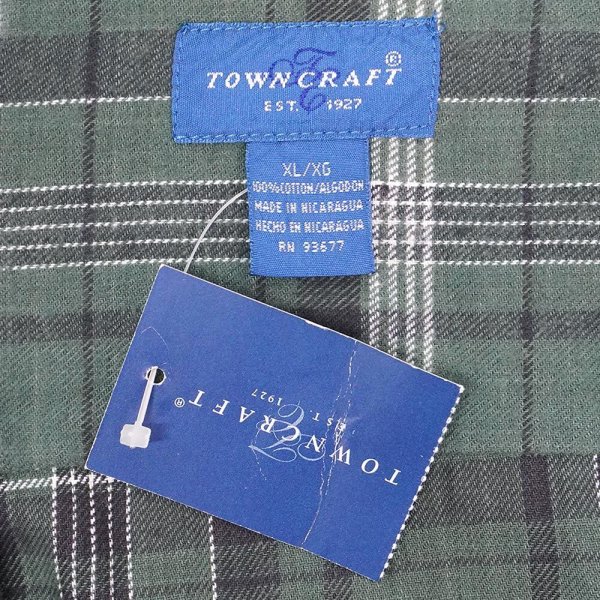 TOWNCRAFT®
EST. 1927
XL/XG
100%COTTON/ALGODON
MADE IN NICARAGUA
HECHO EN NICARAGUA
RN 93677
TOWNCRAFT®
EST. 1927